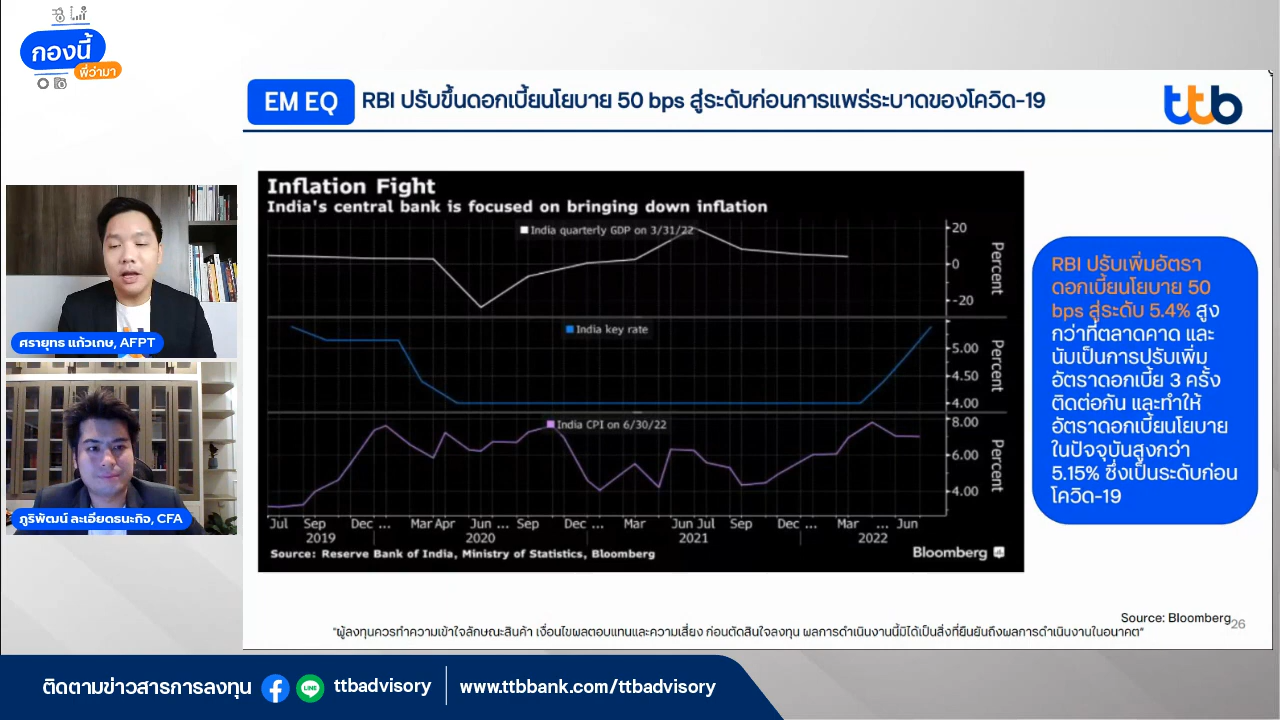 กองนี้
พี่ว่ามา
EM EQ
RBI ปรับขึ้นดอกเบี้ยนโยบาย 50 bps สู่ระดับก่อนการแพร่ระบาดของโควิด-19
ttb
Inflation Fight
India's central bank is focused on bringing down inflation
India quarterly GDP on 3/31/22
20
0
-20
Percent
India key rate
5.00
4.50
4.00
Percent
India CPI on 6/30/22
8.00
6.00
4.00
Percent
Jul Sep Dec ... Mar Apr Jun ... Sep Dec ... Mar Jun Jul Sep Dec ... Mar ... Jun
2019 2020 2021 2022
Source: Reserve Bank of India, Ministry of Statistics, Bloomberg
Bloomberg
RBI ปรับเพิ่มอัตรา
ดอกเบี้ยนโยบาย 50
bps สู่ระดับ 5.4% สูง
กว่าที่ตลาดคาด และ
นับเป็นการปรับเพิ่ม
อัตราดอกเบี้ย 3 ครั้ง
ติดต่อกัน และทำให้
อัตราดอกเบี้ยนโยบาย
ในปัจจุบันสูงกว่า
5.15% ซึ่งเป็นระดับก่อน
โควิด-19
ศรายุทธ แก้วเกษ, AFPT
ภูริพัฒน์ ละเอียดธนะกิจ, CFA
Source: Bloomberg
26
"ผู้ลงทุนควรทำความเข้าใจลักษณะสินค้า เงื่อนไขผลตอบแทนและความเสี่ยง ก่อนตัดสินใจลงทุน ผลการดำเนินงานนี้มิได้เป็นสิ่งที่ยืนยันถึงผลการดำเนินงานในอนาคต"
ติดตามข่าวสารการลงทุน ttbadvisory www.ttbbank.com/ttbadvisory